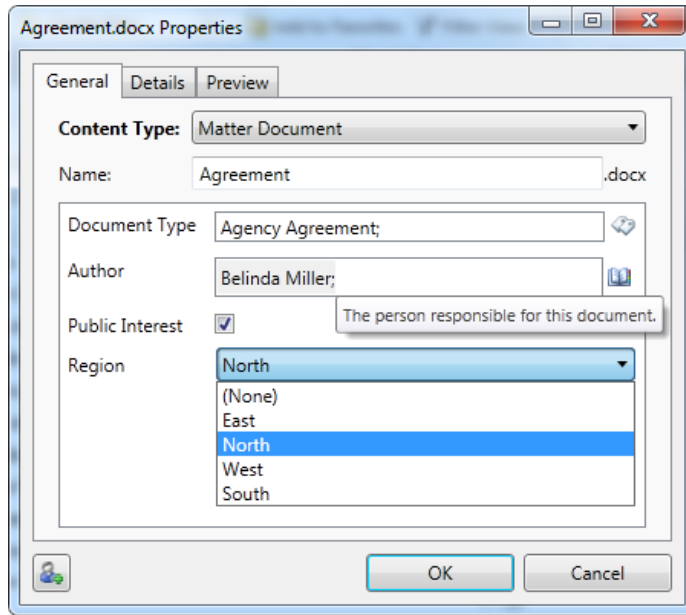 Agreement.docx Properties
General Details Preview
Content Type: Matter Document
Name: Agreement .docx
Document Type Agency Agreement;
Author Belinda Miller;
The person responsible for this document.
Public Interest
Region North
(None)
East
North
West
South
OK Cancel